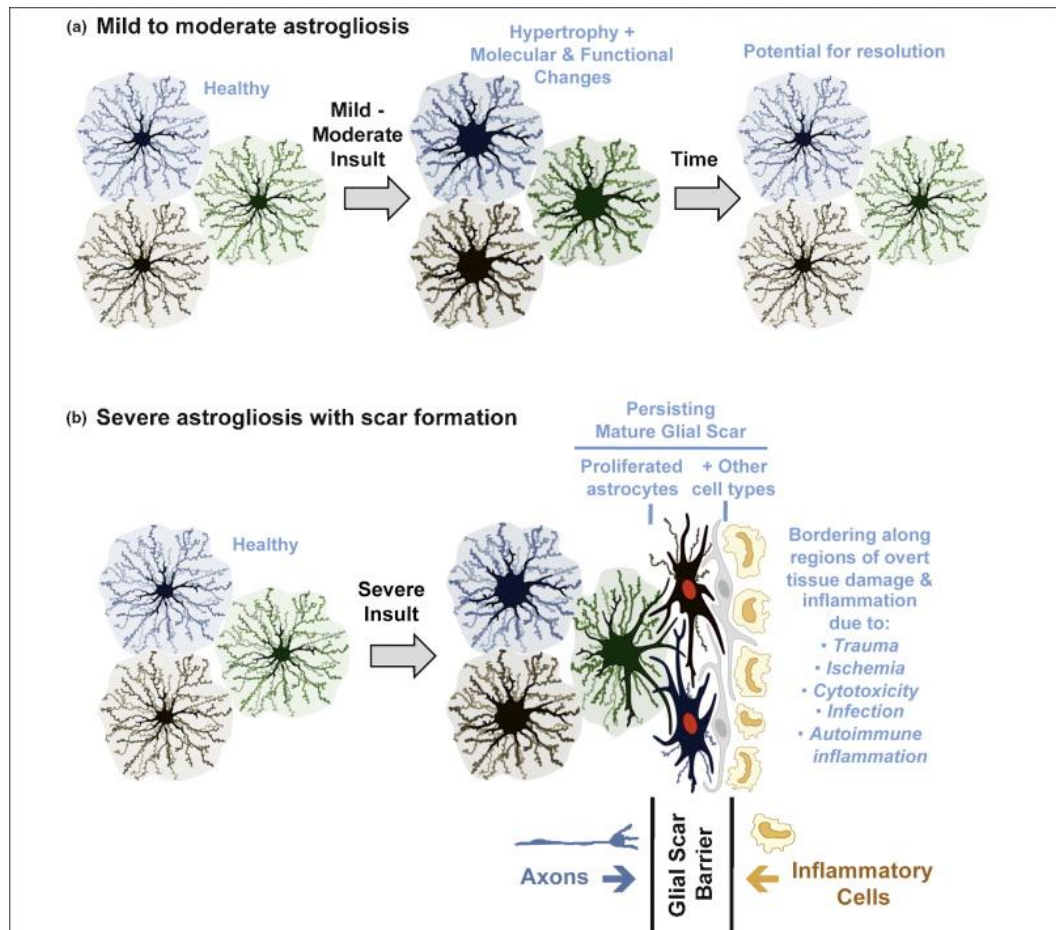 (a) Mild to moderate astrogliosis
Healthy
Mild -
Moderate
Insult
Hypertrophy +
Molecular & Functional
Changes
Time
Potential for resolution
(b) Severe astrogliosis with scar formation
Healthy
Severe
Insult
Persisting
Mature Glial Scar
Proliferated
astrocytes
+ Other
cell types
Bordering along
regions of overt
tissue damage &
inflammation
due to:
• Trauma
• Ischemia
• Cytotoxicity
• Infection
• Autoimmune
inflammation
Axons
Glial Scar
Barrier
Inflammatory
Cells